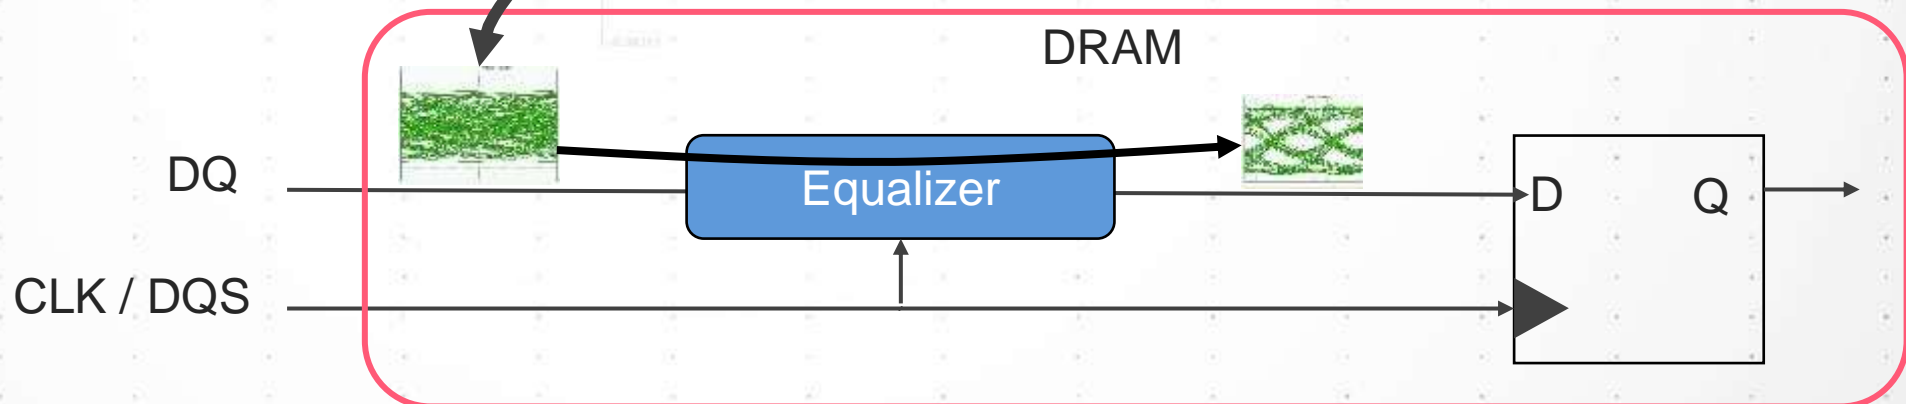 DRAM
DQ
Equalizer
D
Q
CLK / DQS